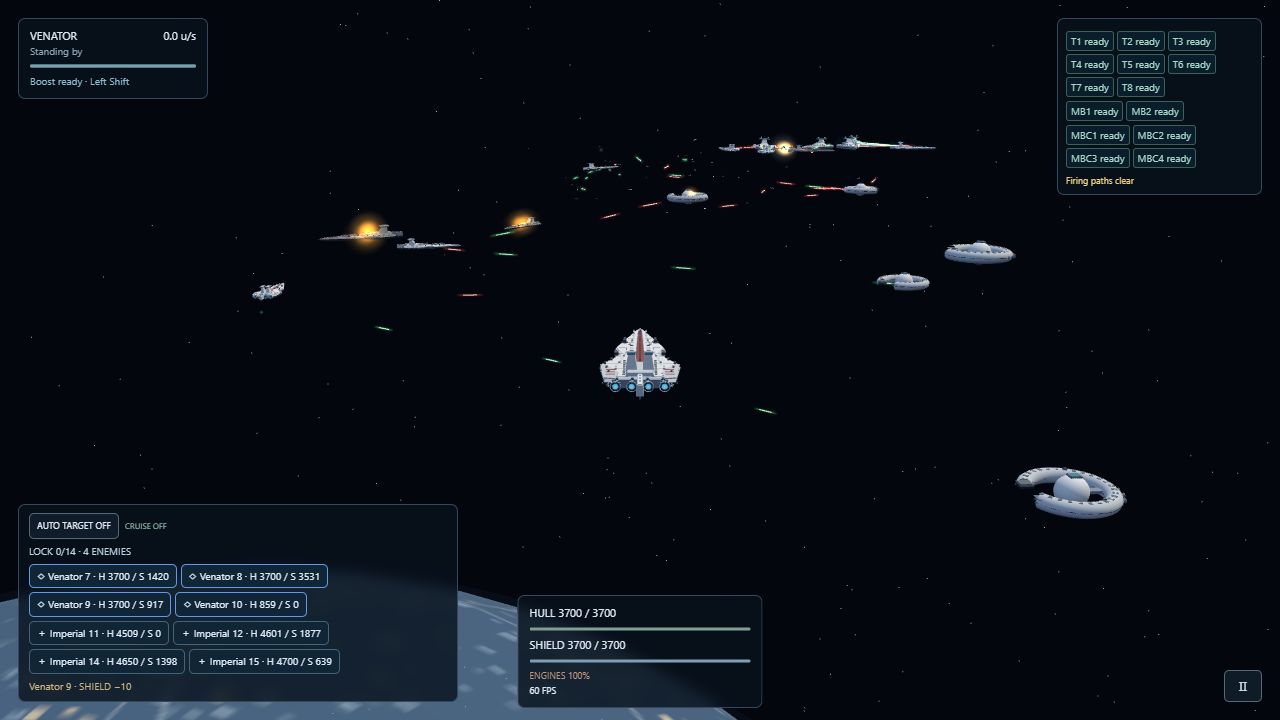 VENATOR 0.0 u/s
Standing by
Boost ready · Left Shift
T1 ready T2 ready T3 ready
T4 ready T5 ready T6 ready
T7 ready T8 ready
MB1 ready MB2 ready
MBC1 ready MBC2 ready
MBC3 ready MBC4 ready
Firing paths clear
AUTO TARGET OFF CRUISE OFF
LOCK 0/14 · 4 ENEMIES
◇ Venator 7 · H 3700 / S 1420 ◇ Venator 8 · H 3700 / S 3531
◇ Venator 9 · H 3700 / S 917 ◇ Venator 10 · H 859 / S 0
+ Imperial 11 · H 4509 / S 0 + Imperial 12 · H 4601 / S 1877
+ Imperial 14 · H 4650 / S 1398 + Imperial 15 · H 4700 / S 639
Venator 9 · SHIELD −10
HULL 3700 / 3700
SHIELD 3700 / 3700
ENGINES 100%
60 FPS
II